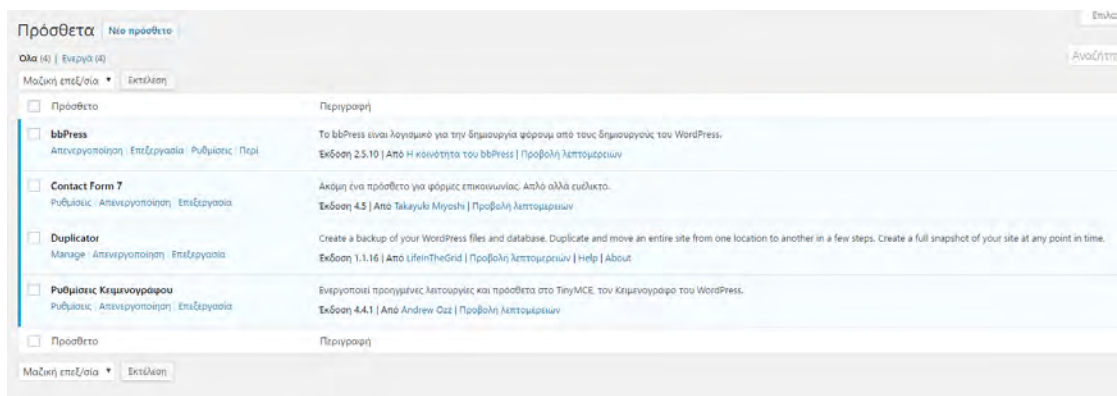 Πρόσθετα Νέο πρόσθετο
Όλα (4) | Ενεργά (4)
Μαζική επεξ/σία Εκτέλεση
Πρόσθετο Περιγραφή
bbPress Το bbPress είναι λογισμικό για την δημιουργία φόρουμ από τους δημιουργούς του WordPress.
Απενεργοποίηση | Επεξεργασία | Ρυθμίσεις | Περί Έκδοση 2.5.10 | Από Η κοινότητα του bbPress | Προβολή λεπτομερειών
Contact Form 7 Ακόμη ένα πρόσθετο για φόρμες επικοινωνίας. Απλό αλλά ευέλικτο.
Ρυθμίσεις | Απενεργοποίηση | Επεξεργασία Έκδοση 4.5 | Από Takayuki Miyoshi | Προβολή λεπτομερειών
Duplicator Create a backup of your WordPress files and database. Duplicate and move an entire site from one location to another in a few steps. Create a full snapshot of your site at any point in time.
Manage | Απενεργοποίηση | Επεξεργασία Έκδοση 1.1.16 | Από LifeInTheGrid | Προβολή λεπτομερειών | Help | About
Ρυθμίσεις Κειμενογράφου Ενεργοποιεί προηγμένες λειτουργίες και πρόσθετα στο TinyMCE, τον Κειμενογράφο του WordPress.
Ρυθμίσεις | Απενεργοποίηση | Επεξεργασία Έκδοση 4.4.1 | Από Andrew Ozz | Προβολή λεπτομερειών
Πρόσθετο Περιγραφή
Μαζική επεξ/σία Εκτέλεση